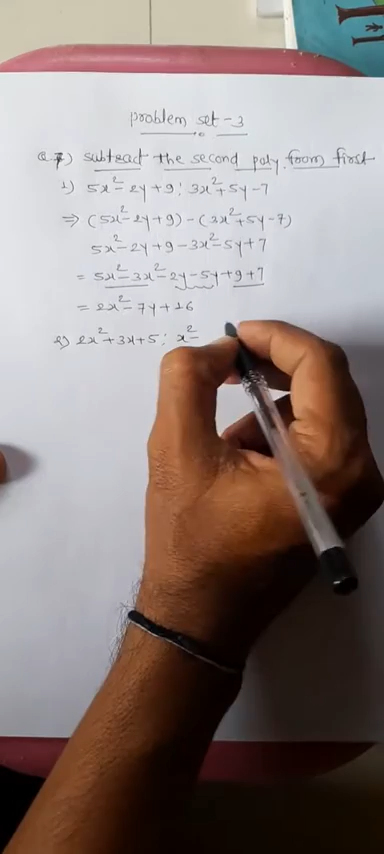 problem set - 3
Q.7) subtract the second poly. from first
1) 5x²-2y+9 ; 3x²+5y-7
⇒ (5x²-2y+9) - (3x²+5y-7)
5x²-2y+9-3x²-5y+7
= 5x²-3x²-2y-5y+9+7
= 2x²-7y+16
2) 2x²+3x+5 ; x²-